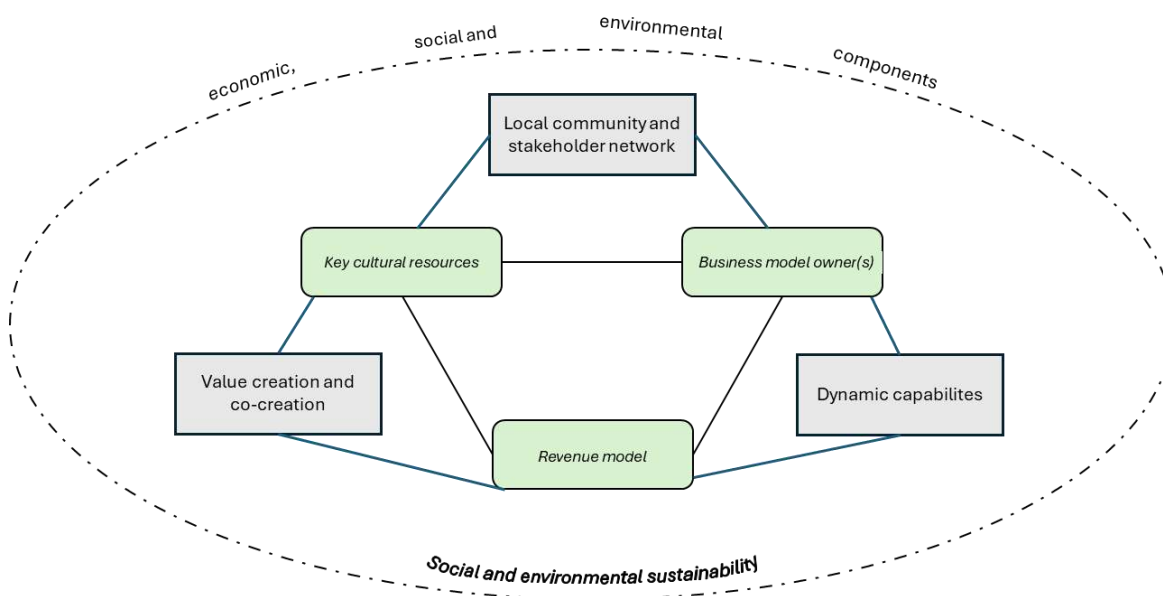 economic, social and environmental components
Local community and
stakeholder network
Key cultural resources
Business model owner(s)
Value creation and
co-creation
Dynamic capabilites
Revenue model
Social and environmental sustainability